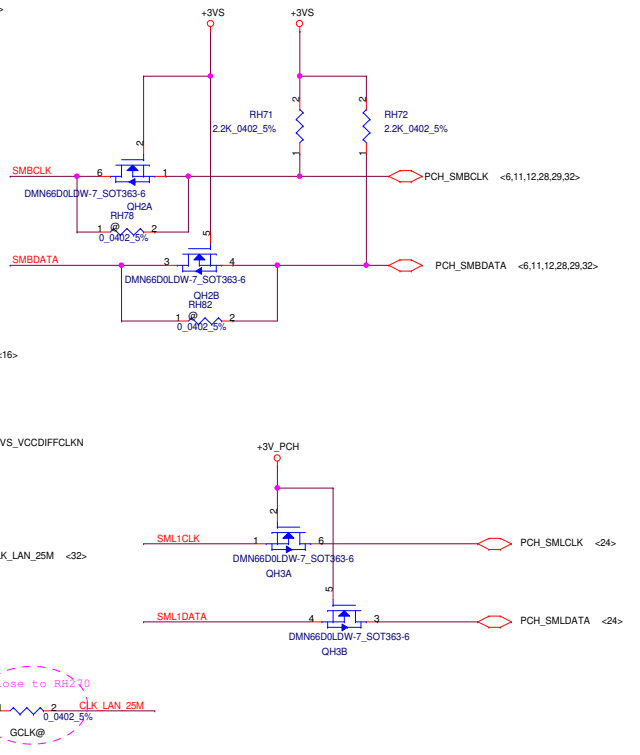 >
+3VS
+3VS
2
2
RH71
2.2K_0402_5%
RH72
2.2K_0402_5%
2
1
1
SMBCLK
6
1
PCH_SMBCLK <6,11,12,28,29,32>
DMN66D0LDW-7_SOT363-6
QH2A
RH78
1 @ 2
0_0402_5%
5
SMBDATA
3
4
PCH_SMBDATA <6,11,12,28,29,32>
DMN66D0LDW-7_SOT363-6
QH2B
RH82
1 @ 2
0_0402_5%
<16>
VS_VCCDIFFCLKN
+3V_PCH
2
SML1CLK
1
6
PCH_SMLCLK <24>
K_LAN_25M <32>
DMN66D0LDW-7_SOT363-6
QH3A
5
SML1DATA
4
3
PCH_SMLDATA <24>
DMN66D0LDW-7_SOT363-6
QH3B
lose to RH270
1
2
CLK_LAN_25M
0_0402_5%
GCLK@